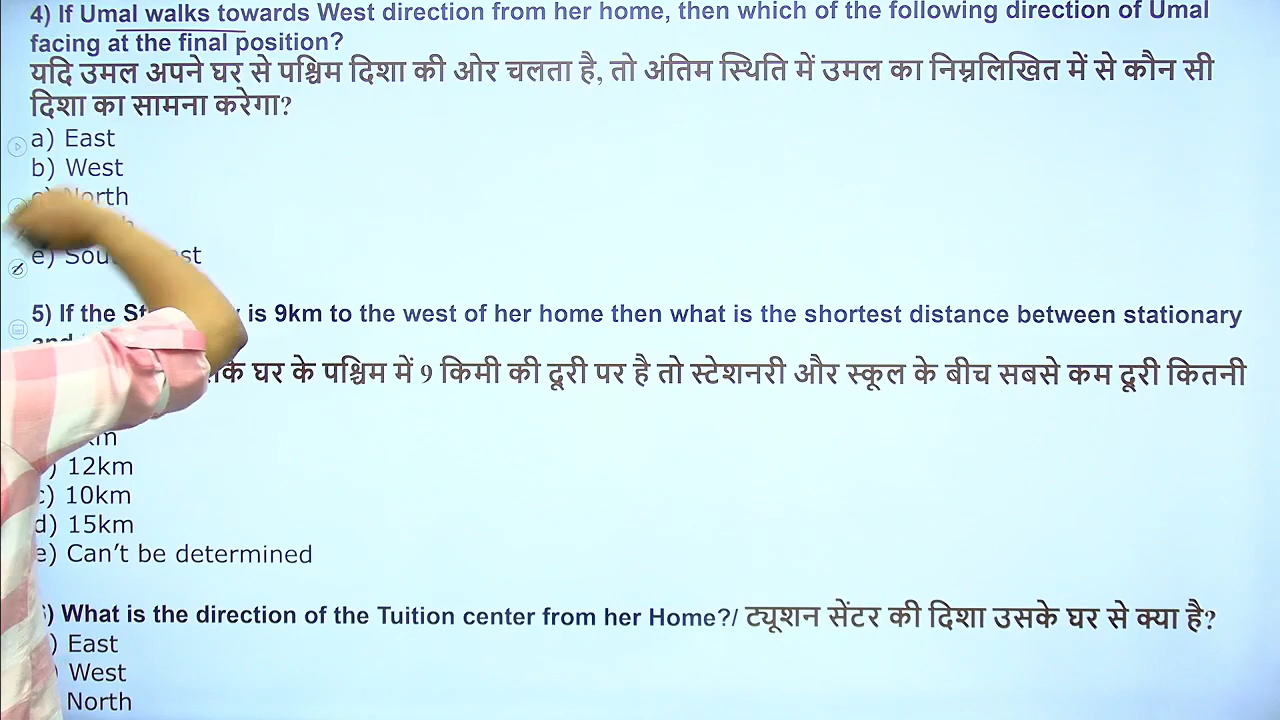 4) If Umal walks towards West direction from her home, then which of the following direction of Umal
facing at the final position?
यदि उमल अपने घर से पश्चिम दिशा की ओर चलता है, तो अंतिम स्थिति में उमल का निम्नलिखित में से कौन सी
दिशा का सामना करेगा?
a) East
b) West
North
e)
5) If the is 9km to the west of her home then what is the shortest distance between stationary
and
घर के पश्चिम में 9 किमी की दूरी पर है तो स्टेशनरी और स्कूल के बीच सबसे कम दूरी कितनी
km
) 12km
c) 10km
d) 15km
e) Can't be determined
) What is the direction of the Tuition center from her Home?/ ट्यूशन सेंटर की दिशा उसके घर से क्या है?
) East
West
North